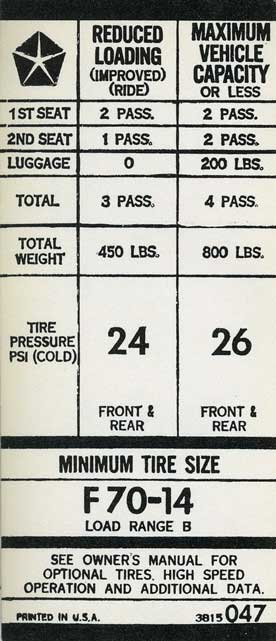 REDUCED LOADING (IMPROVED) (RIDE)
MAXIMUM VEHICLE CAPACITY OR LESS
1ST SEAT 2 PASS. 2 PASS.
2ND SEAT 1 PASS. 2 PASS.
LUGGAGE 0 200 LBS.
TOTAL 3 PASS. 4 PASS.
TOTAL WEIGHT 450 LBS. 800 LBS.
TIRE PRESSURE PSI (COLD) 24 26
FRONT & REAR FRONT & REAR
MINIMUM TIRE SIZE
F 70-14
LOAD RANGE B
SEE OWNER'S MANUAL FOR
OPTIONAL TIRES, HIGH SPEED
OPERATION AND ADDITIONAL DATA.
PRINTED IN U.S.A. 3815 047